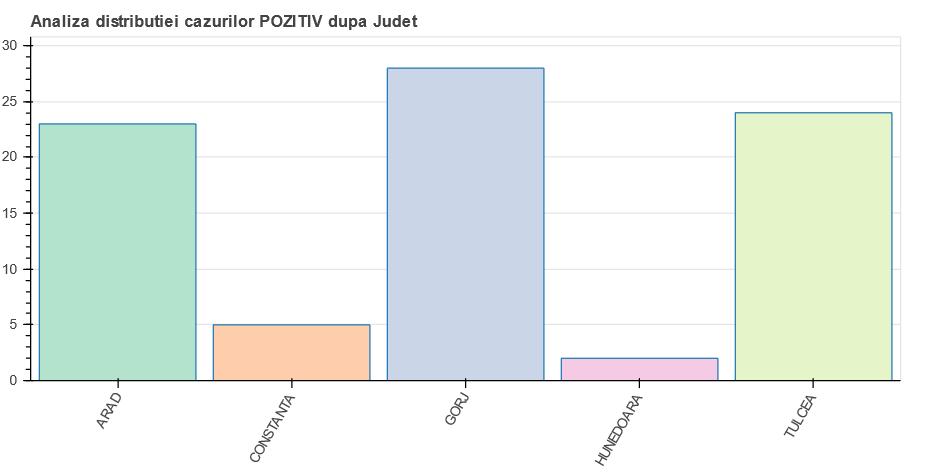 Analiza distributiei cazurilor POZITIV dupa Judet
30
25
20
15
10
5
0
ARAD
CONSTANTA
GORJ
HUNEDOARA
TULCEA